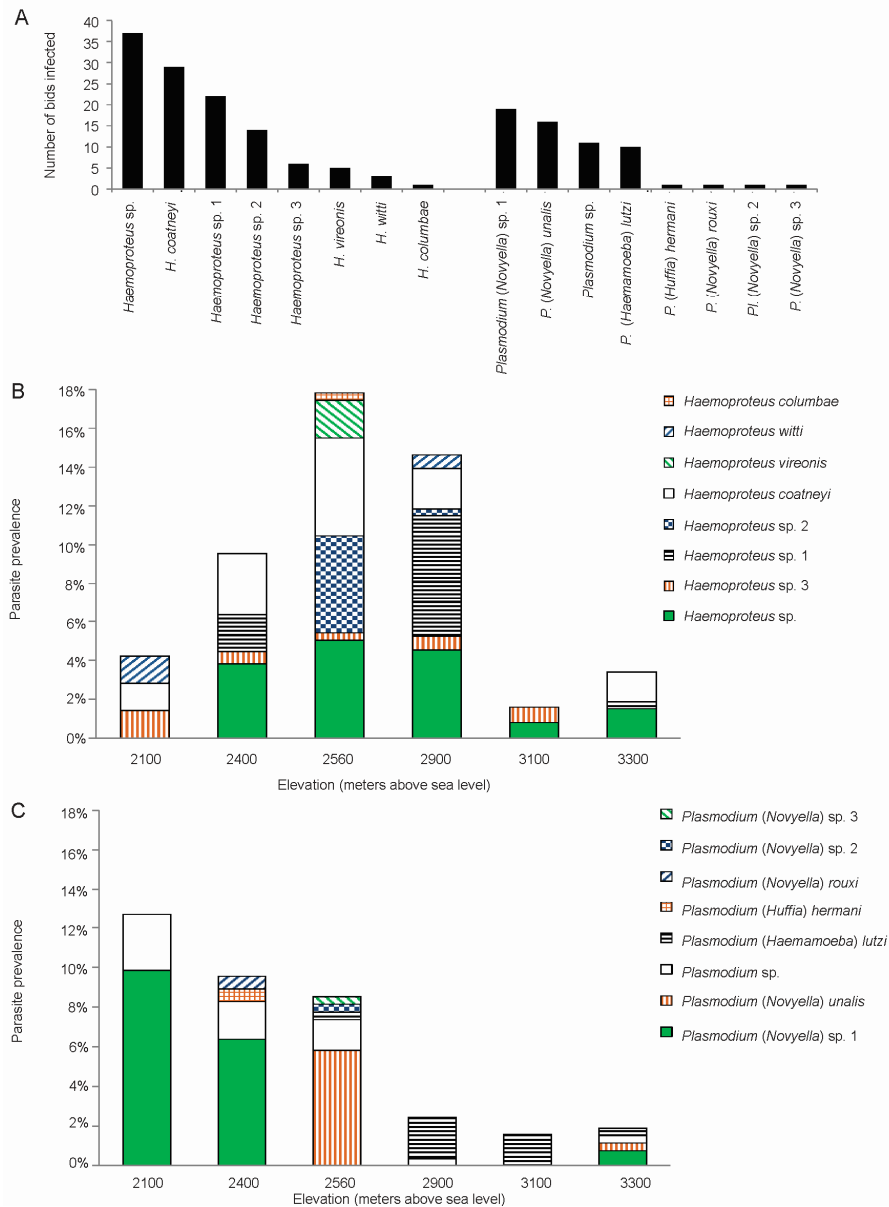 A
Number of bids infected
40
35
30
25
20
15
10
5
0
Haemoproteus sp.
H. coatneyi
Haemoproteus sp. 1
Haemoproteus sp. 2
Haemoproteus sp. 3
H. vireonis
H. witti
H. columbae
Plasmodium (Novyella) sp. 1
P. (Novyella) unalis
Plasmodium sp.
P. (Haemamoeba) lutzi
P. (Huffia) hermani
P. (Novyella) rouxi
Pl. (Novyella) sp. 2
P. (Novyella) sp. 3
B
Parasite prevalence
18%
16%
14%
12%
10%
8%
6%
4%
2%
0%
2100 2400 2560 2900 3100 3300
Elevation (meters above sea level)
Haemoproteus columbae
Haemoproteus witti
Haemoproteus vireonis
Haemoproteus coatneyi
Haemoproteus sp. 2
Haemoproteus sp. 1
Haemoproteus sp. 3
Haemoproteus sp.
C
Parasite prevalence
18%
16%
14%
12%
10%
8%
6%
4%
2%
0%
2100 2400 2560 2900 3100 3300
Elevation (meters above sea level)
Plasmodium (Novyella) sp. 3
Plasmodium (Novyella) sp. 2
Plasmodium (Novyella) rouxi
Plasmodium (Huffia) hermani
Plasmodium (Haemamoeba) lutzi
Plasmodium sp.
Plasmodium (Novyella) unalis
Plasmodium (Novyella) sp. 1